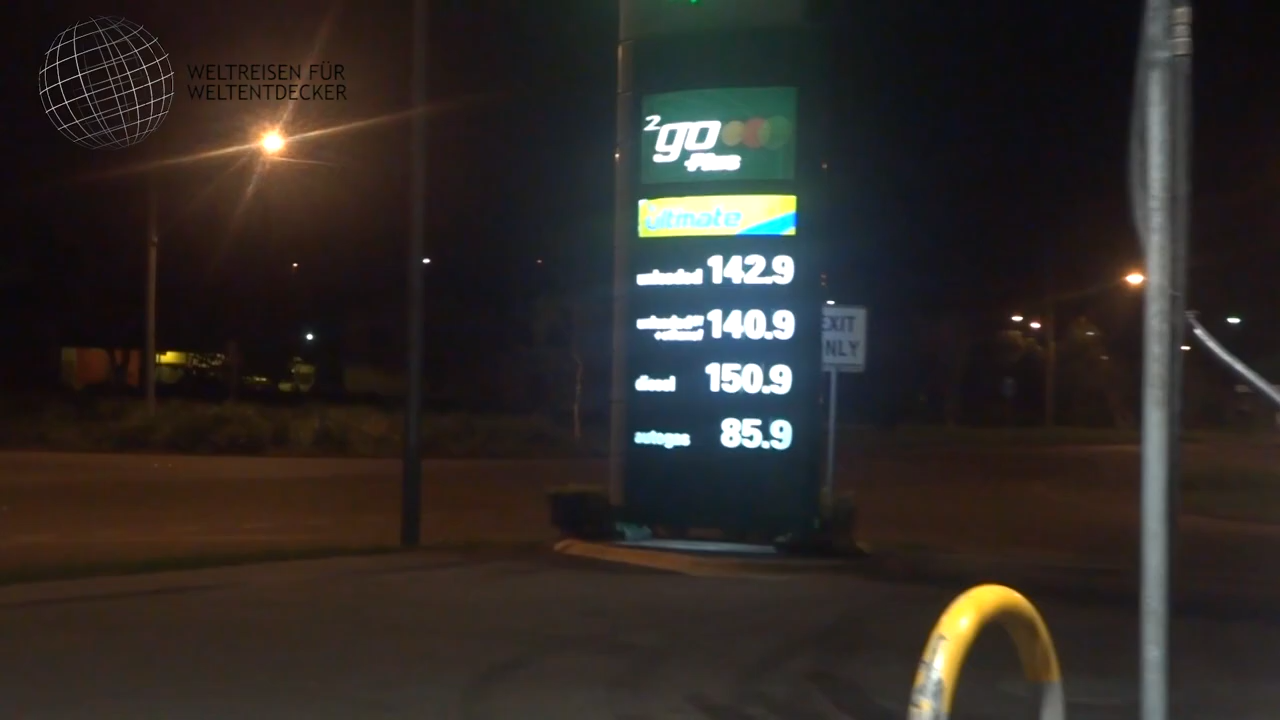 WELTREISEN FÜR
WELTENTDECKER
2go
Plus
Ultimate
unleaded 142.9
unleaded 140.9
diesel 150.9
autogas 85.9
EXIT
NLY